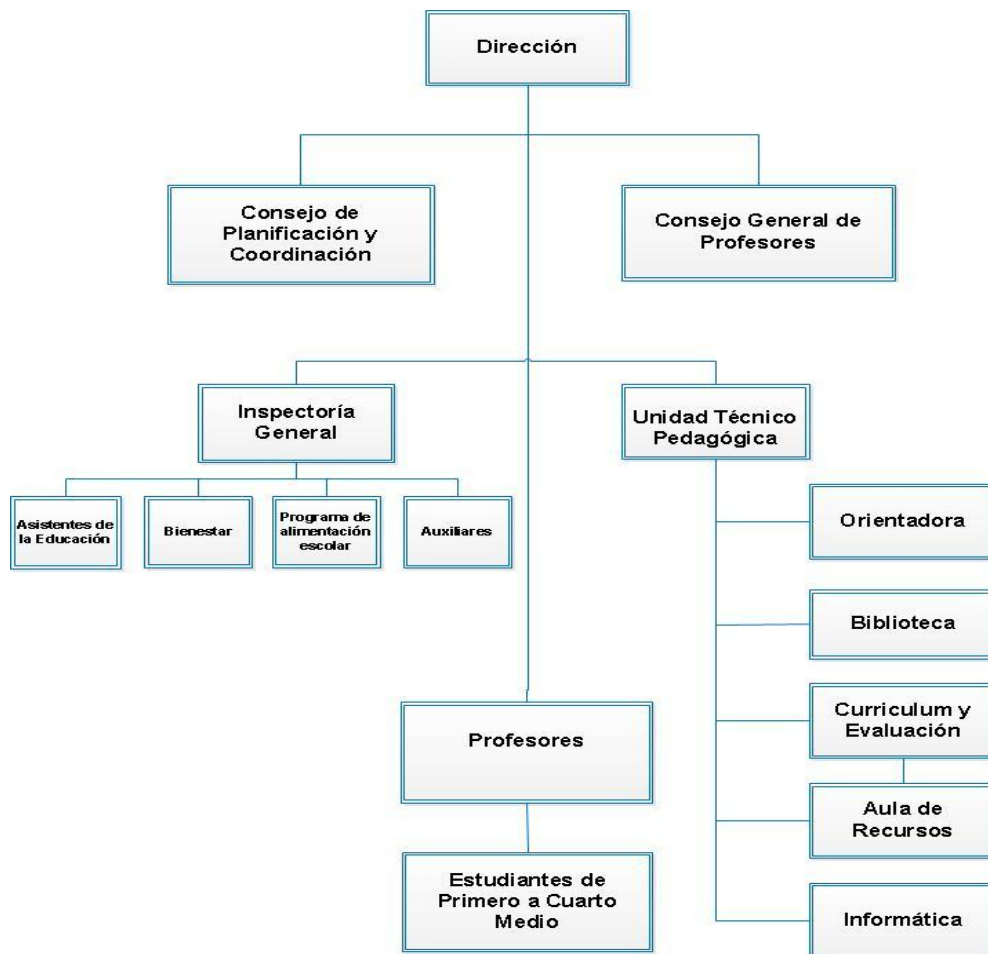 Dirección
Consejo de
Planificación y
Coordinación
Consejo General de
Profesores
Inspectoría
General
Unidad Técnico
Pedagógica
Asistentes de
la Educación
Bienestar
Programa de
alimentación
escolar
Auxiliares
Orientadora
Biblioteca
Curriculum y
Evaluación
Profesores
Aula de
Recursos
Estudiantes de
Primero a Cuarto
Medio
Informática